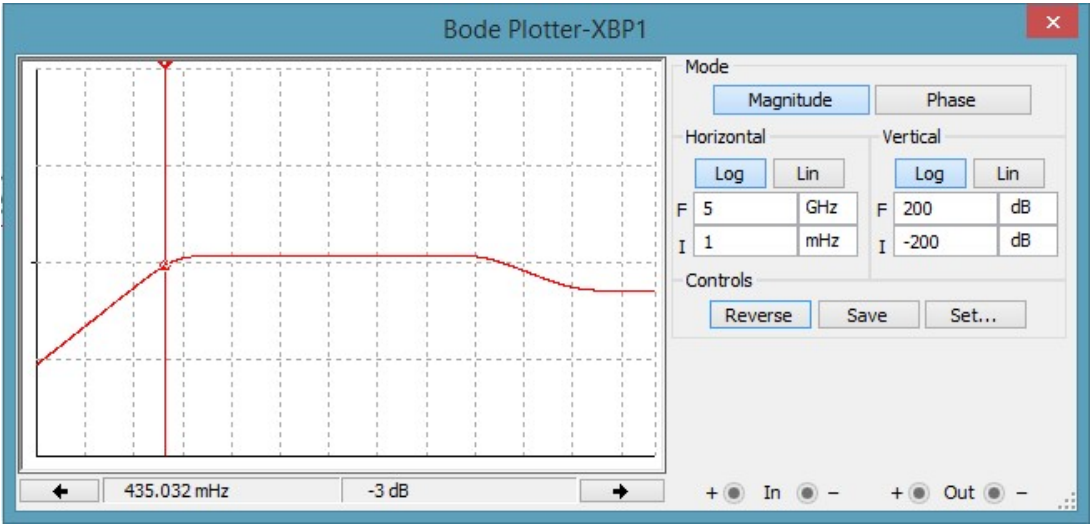 Bode Plotter-XBP1
×
Mode
Magnitude Phase
Horizontal Vertical
Log Lin Log Lin
F 5 GHz F 200 dB
I 1 mHz I -200 dB
Controls
Reverse Save Set...
435.032 mHz -3 dB
+ In − + Out −